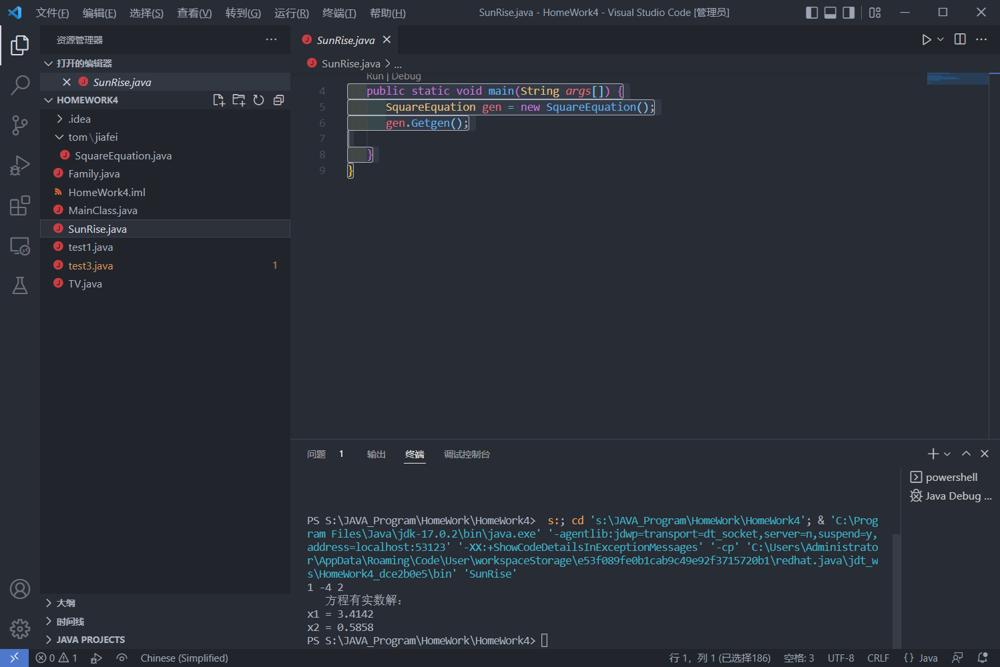 文件(F) 编辑(E) 选择(S) 查看(V) 转到(G) 运行(R) 终端(T) 帮助(H) SunRise.java - HomeWork4 - Visual Studio Code [管理员]
资源管理器
打开的编辑器
SunRise.java
HOMEWORK4
.idea
tom\jiafei
SquareEquation.java
Family.java
HomeWork4.iml
MainClass.java
SunRise.java
test1.java
test3.java 1
TV.java
大纲
时间线
JAVA PROJECTS
SunRise.java
SunRise.java > ...
Run | Debug
4 public static void main(String args[]) {
5 SquareEquation gen = new SquareEquation();
6 gen.Getgen();
7
8 }
9 }
问题 1 输出 终端 调试控制台
powershell
Java Debug ...
PS S:\JAVA_Program\HomeWork\HomeWork4>  s:; cd 's:\JAVA_Program\HomeWork\HomeWork4'; & 'C:\Prog
ram Files\Java\jdk-17.0.2\bin\java.exe' '-agentlib:jdwp=transport=dt_socket,server=n,suspend=y,
address=localhost:53123' '-XX:+ShowCodeDetailsInExceptionMessages' '-cp' 'C:\Users\Administrato
r\AppData\Roaming\Code\User\workspaceStorage\e53f089fe0b1cab9c49e92f3715720b1\redhat.java\jdt_w
s\HomeWork4_dce2b0e5\bin' 'SunRise'
1 -4 2
方程有实数解：
x1 = 3.4142
x2 = 0.5858
PS S:\JAVA_Program\HomeWork\HomeWork4>
0 1 Chinese (Simplified) 行 1，列 1 (已选择186) 空格: 3 UTF-8 CRLF {} Java